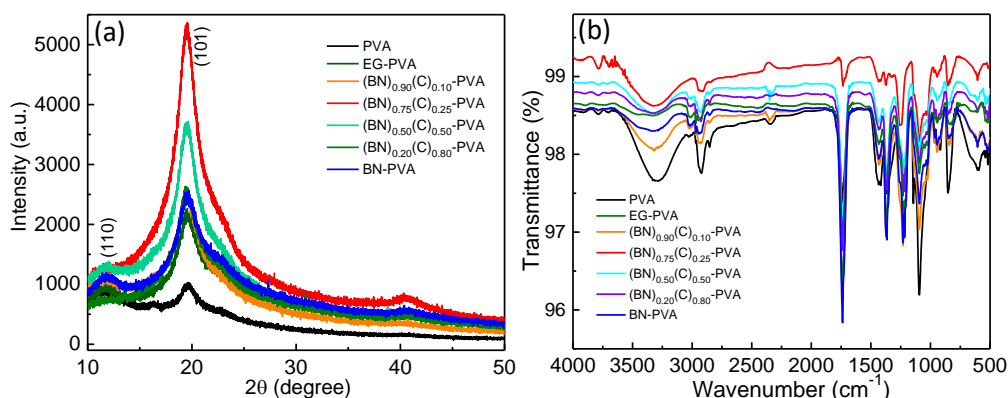 (a)
(101)
(110)
PVA
EG-PVA
(BN)0.90(C)0.10-PVA
(BN)0.75(C)0.25-PVA
(BN)0.50(C)0.50-PVA
(BN)0.20(C)0.80-PVA
BN-PVA
Intensity (a.u.)
5000
4000
3000
2000
1000
0
10 20 30 40 50
2θ (degree)
(b)
Transmittance (%)
99
98
97
96
PVA
EG-PVA
(BN)0.90(C)0.10-PVA
(BN)0.75(C)0.25-PVA
(BN)0.50(C)0.50-PVA
(BN)0.20(C)0.80-PVA
BN-PVA
4000 3500 3000 2500 2000 1500 1000 500
Wavenumber (cm-1)